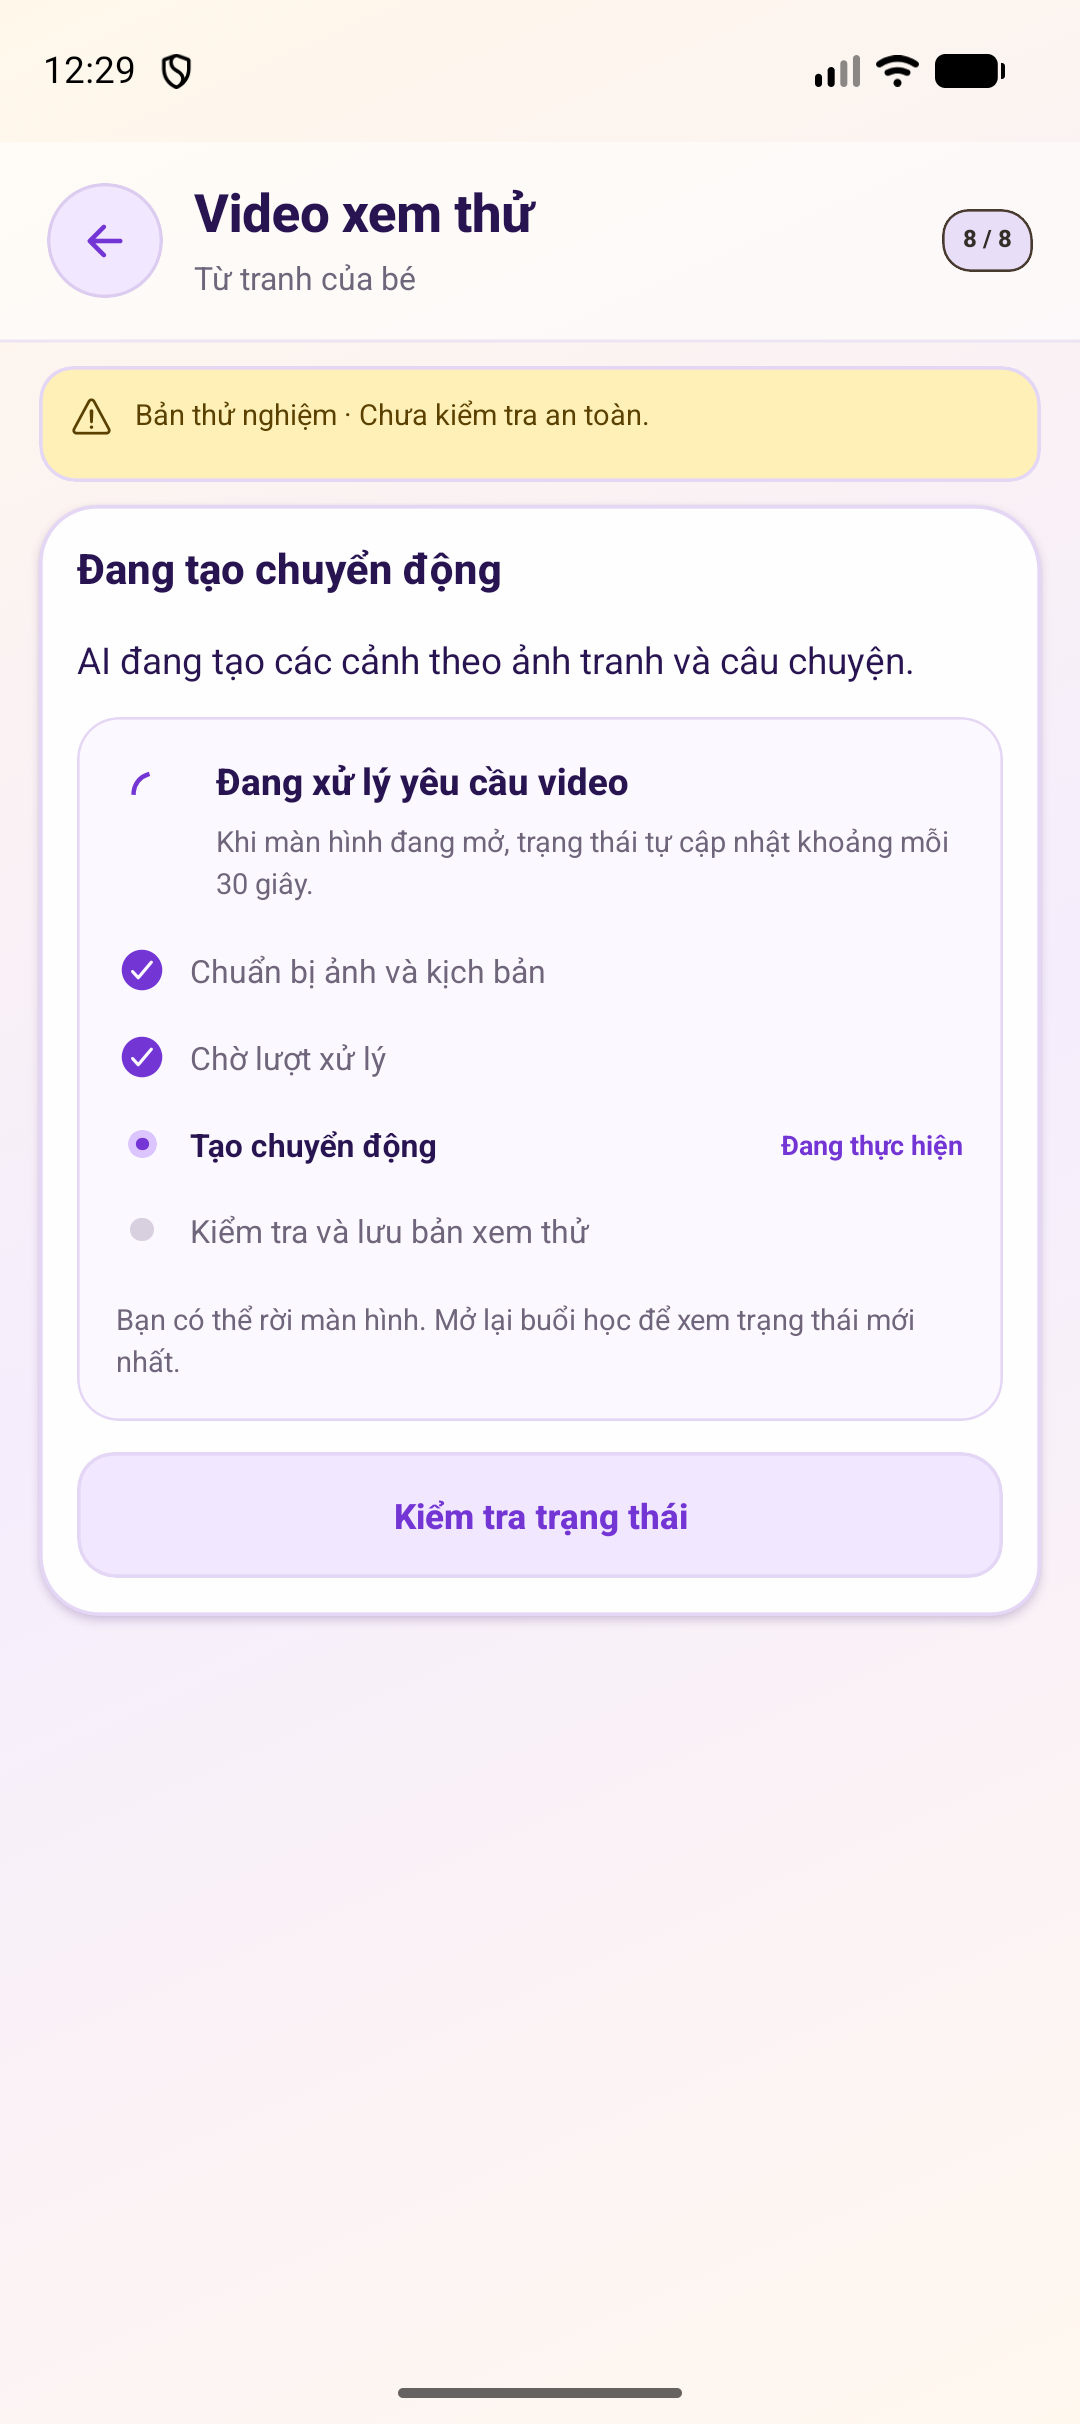 12:29
Video xem thử
Từ tranh của bé
8 / 8
Bản thử nghiệm · Chưa kiểm tra an toàn.
Đang tạo chuyển động
AI đang tạo các cảnh theo ảnh tranh và câu chuyện.
Đang xử lý yêu cầu video
Khi màn hình đang mở, trạng thái tự cập nhật khoảng mỗi
30 giây.
Chuẩn bị ảnh và kịch bản
Chờ lượt xử lý
Tạo chuyển động
Đang thực hiện
Kiểm tra và lưu bản xem thử
Bạn có thể rời màn hình. Mở lại buổi học để xem trạng thái mới
nhất.
Kiểm tra trạng thái